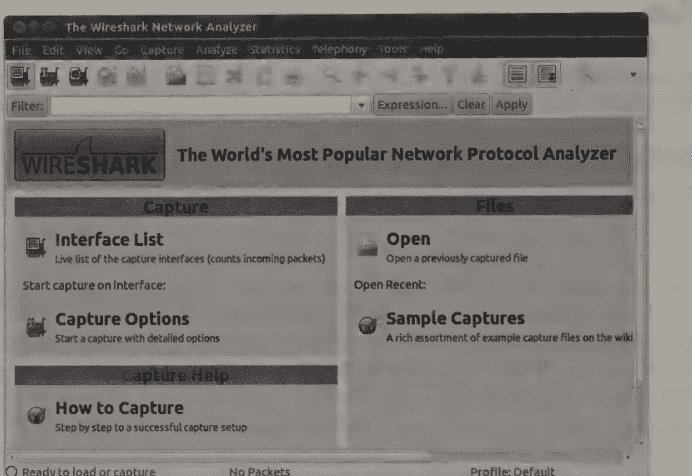 The Wireshark Network Analyzer
File Edit View Go Capture Analyze Statistics Telephony Tools Help
Filter: Expression... Clear Apply
WIRESHARK The World's Most Popular Network Protocol Analyzer
Capture
Interface List
Live list of the capture interfaces (counts incoming packets)
Start capture on Interface:
Capture Options
Start a capture with detailed options
Capture Help
How to Capture
Step by step to a successful capture setup
Files
Open
Open a previously captured file
Open Recent:
Sample Captures
A rich assortment of example capture files on the wiki
Ready to load or capture No Packets Profile: Default